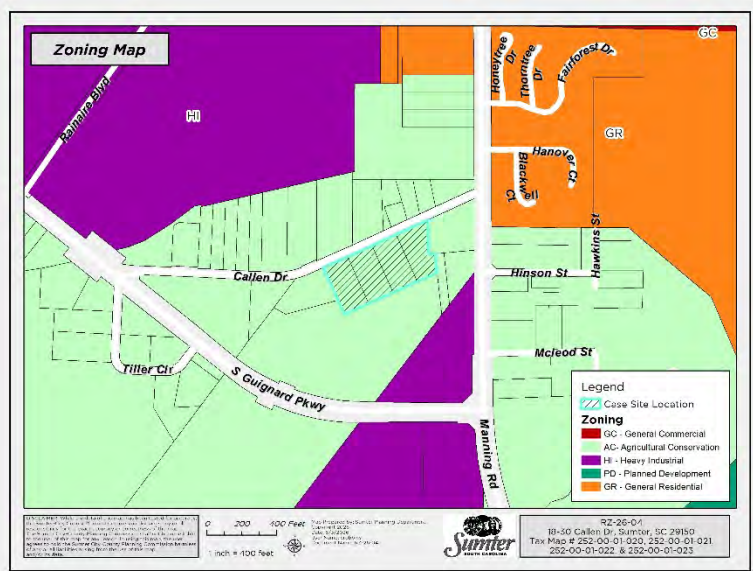 Zoning Map
GC
Rainaire Blvd
HI
Honeytree
Dr
Thorntree
Dr
Fairforest Dr
GR
Hanover Ct
Blackwell
Ct
Hawkins St
Callen Dr
Hinson St
Tiller Cir
S Guignard Pkwy
Mcleod St
Manning Rd
Legend
Case Site Location
Zoning
GC - General Commercial
AC - Agricultural Conservation
HI - Heavy Industrial
PD - Planned Development
GR - General Residential
0 200 400 Feet
1 inch = 400 feet
Sumter
SOUTH CAROLINA
RZ-26-04
18-30 Callen Dr, Sumter, SC 29150
Tax Map # 252-00-01-020, 252-00-01-021
252-00-01-022, & 252-00-01-023